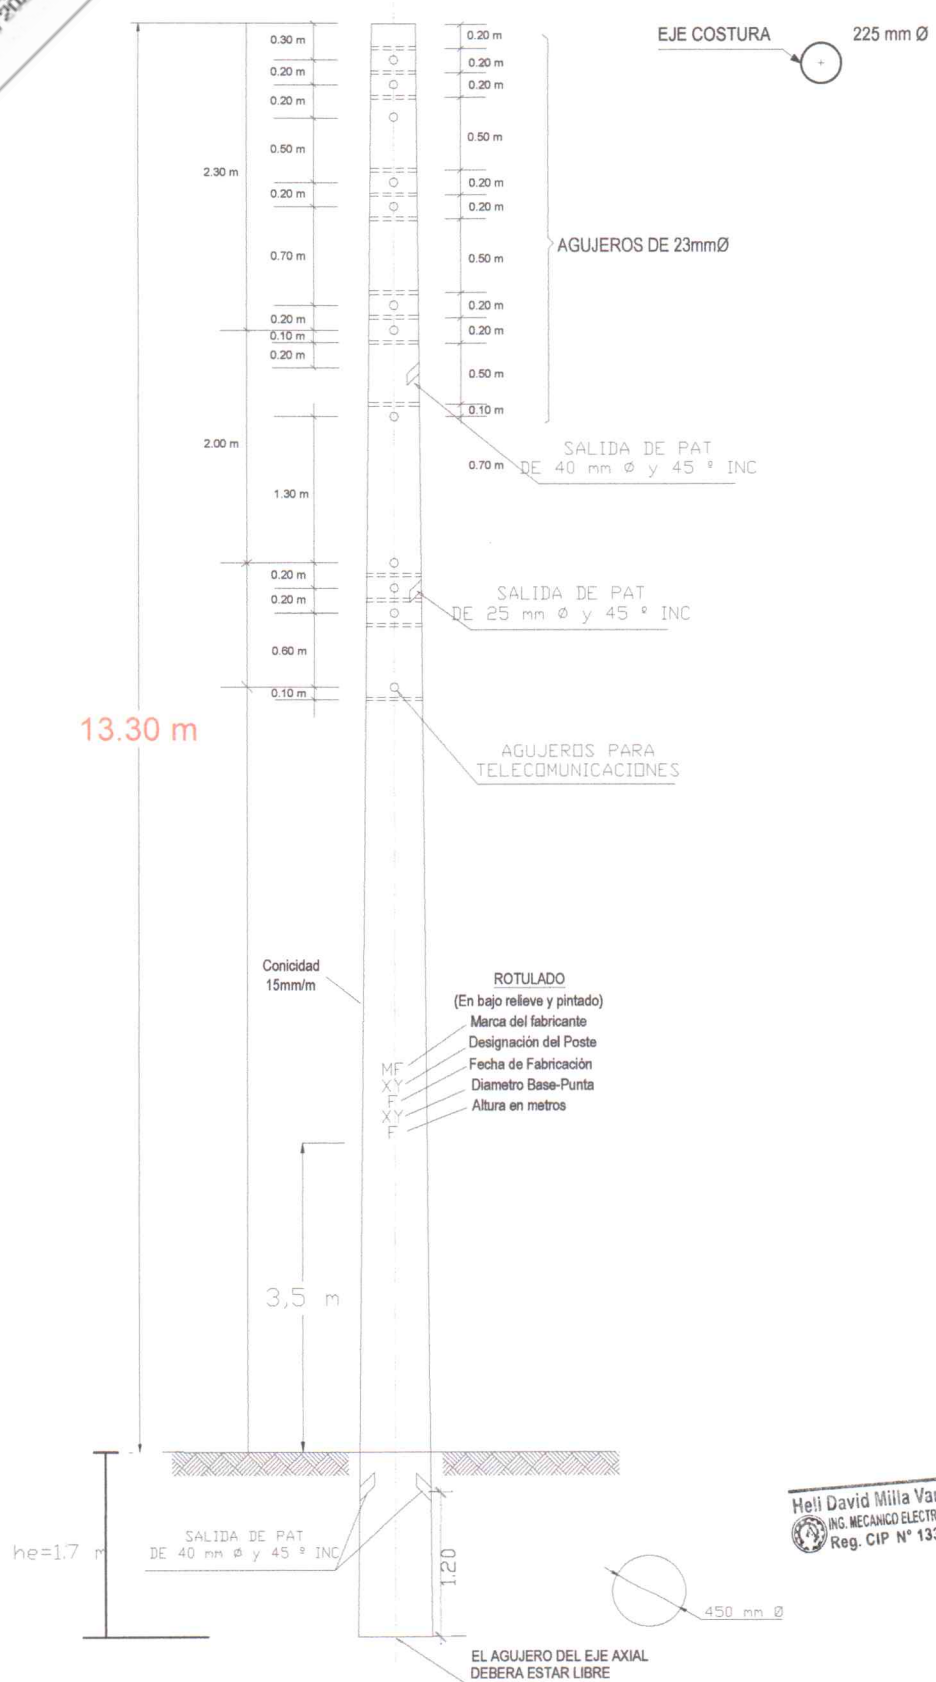 EJE COSTURA
225 mm Ø
0.30 m
0.20 m
0.20 m
0.50 m
0.20 m
0.70 m
0.20 m
0.10 m
0.20 m
1.30 m
0.20 m
0.20 m
0.60 m
0.10 m
2.30 m
2.00 m
13.30 m
0.20 m
0.20 m
0.20 m
0.50 m
0.20 m
0.20 m
0.50 m
0.20 m
0.20 m
0.50 m
0.10 m
0.70 m
AGUJEROS DE 23mmØ
SALIDA DE PAT
DE 40 mm Ø y 45 º INC
SALIDA DE PAT
DE 25 mm Ø y 45 º INC
AGUJEROS PARA
TELECOMUNICACIONES
Conicidad
15mm/m
ROTULADO
(En bajo relieve y pintado)
Marca del fabricante
Designación del Poste
Fecha de Fabricación
Diametro Base-Punta
Altura en metros
MF
XY
F
XY
F
3,5 m
he=1.7 m
SALIDA DE PAT
DE 40 mm Ø y 45 º INC
1.20
450 mm Ø
EL AGUJERO DEL EJE AXIAL
DEBERA ESTAR LIBRE
Heli David Milla
ING. MECANICO
Reg. CIP N°